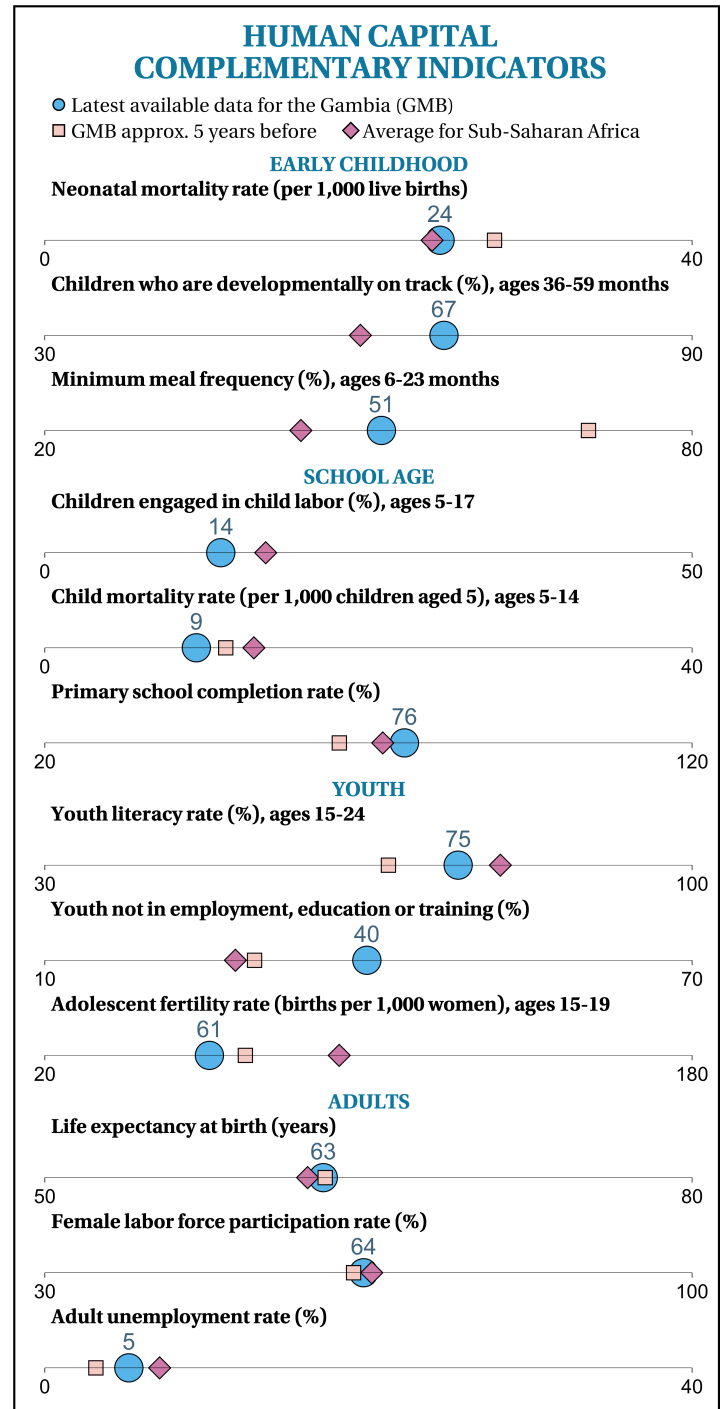 HUMAN CAPITAL
COMPLEMENTARY INDICATORS
Latest available data for the Gambia (GMB)
GMB approx. 5 years before Average for Sub-Saharan Africa
EARLY CHILDHOOD
Neonatal mortality rate (per 1,000 live births)
24
0 40
Children who are developmentally on track (%), ages 36-59 months
67
30 90
Minimum meal frequency (%), ages 6-23 months
51
20 80
SCHOOL AGE
Children engaged in child labor (%), ages 5-17
14
0 50
Child mortality rate (per 1,000 children aged 5), ages 5-14
9
0 40
Primary school completion rate (%)
76
20 120
YOUTH
Youth literacy rate (%), ages 15-24
75
30 100
Youth not in employment, education or training (%)
40
10 70
Adolescent fertility rate (births per 1,000 women), ages 15-19
61
20 180
ADULTS
Life expectancy at birth (years)
63
50 80
Female labor force participation rate (%)
64
30 100
Adult unemployment rate (%)
5
0 40